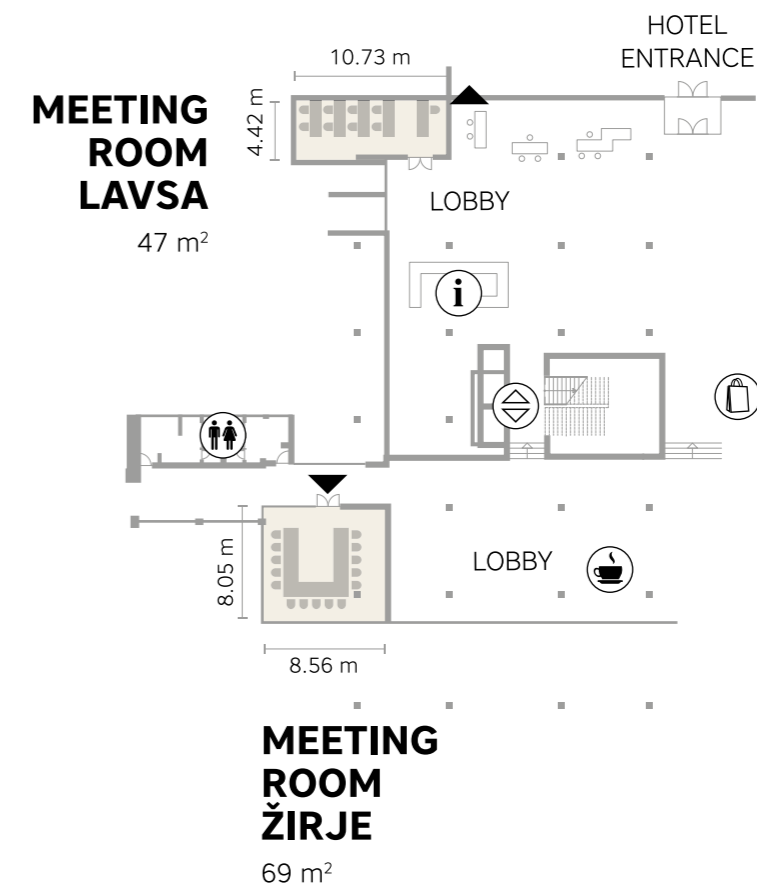 HOTEL
ENTRANCE
10.73 m
MEETING
ROOM
LAVSA
47 m²
4.42 m
LOBBY
i
8.05 m
LOBBY
8.56 m
MEETING
ROOM
ŽIRJE
69 m²